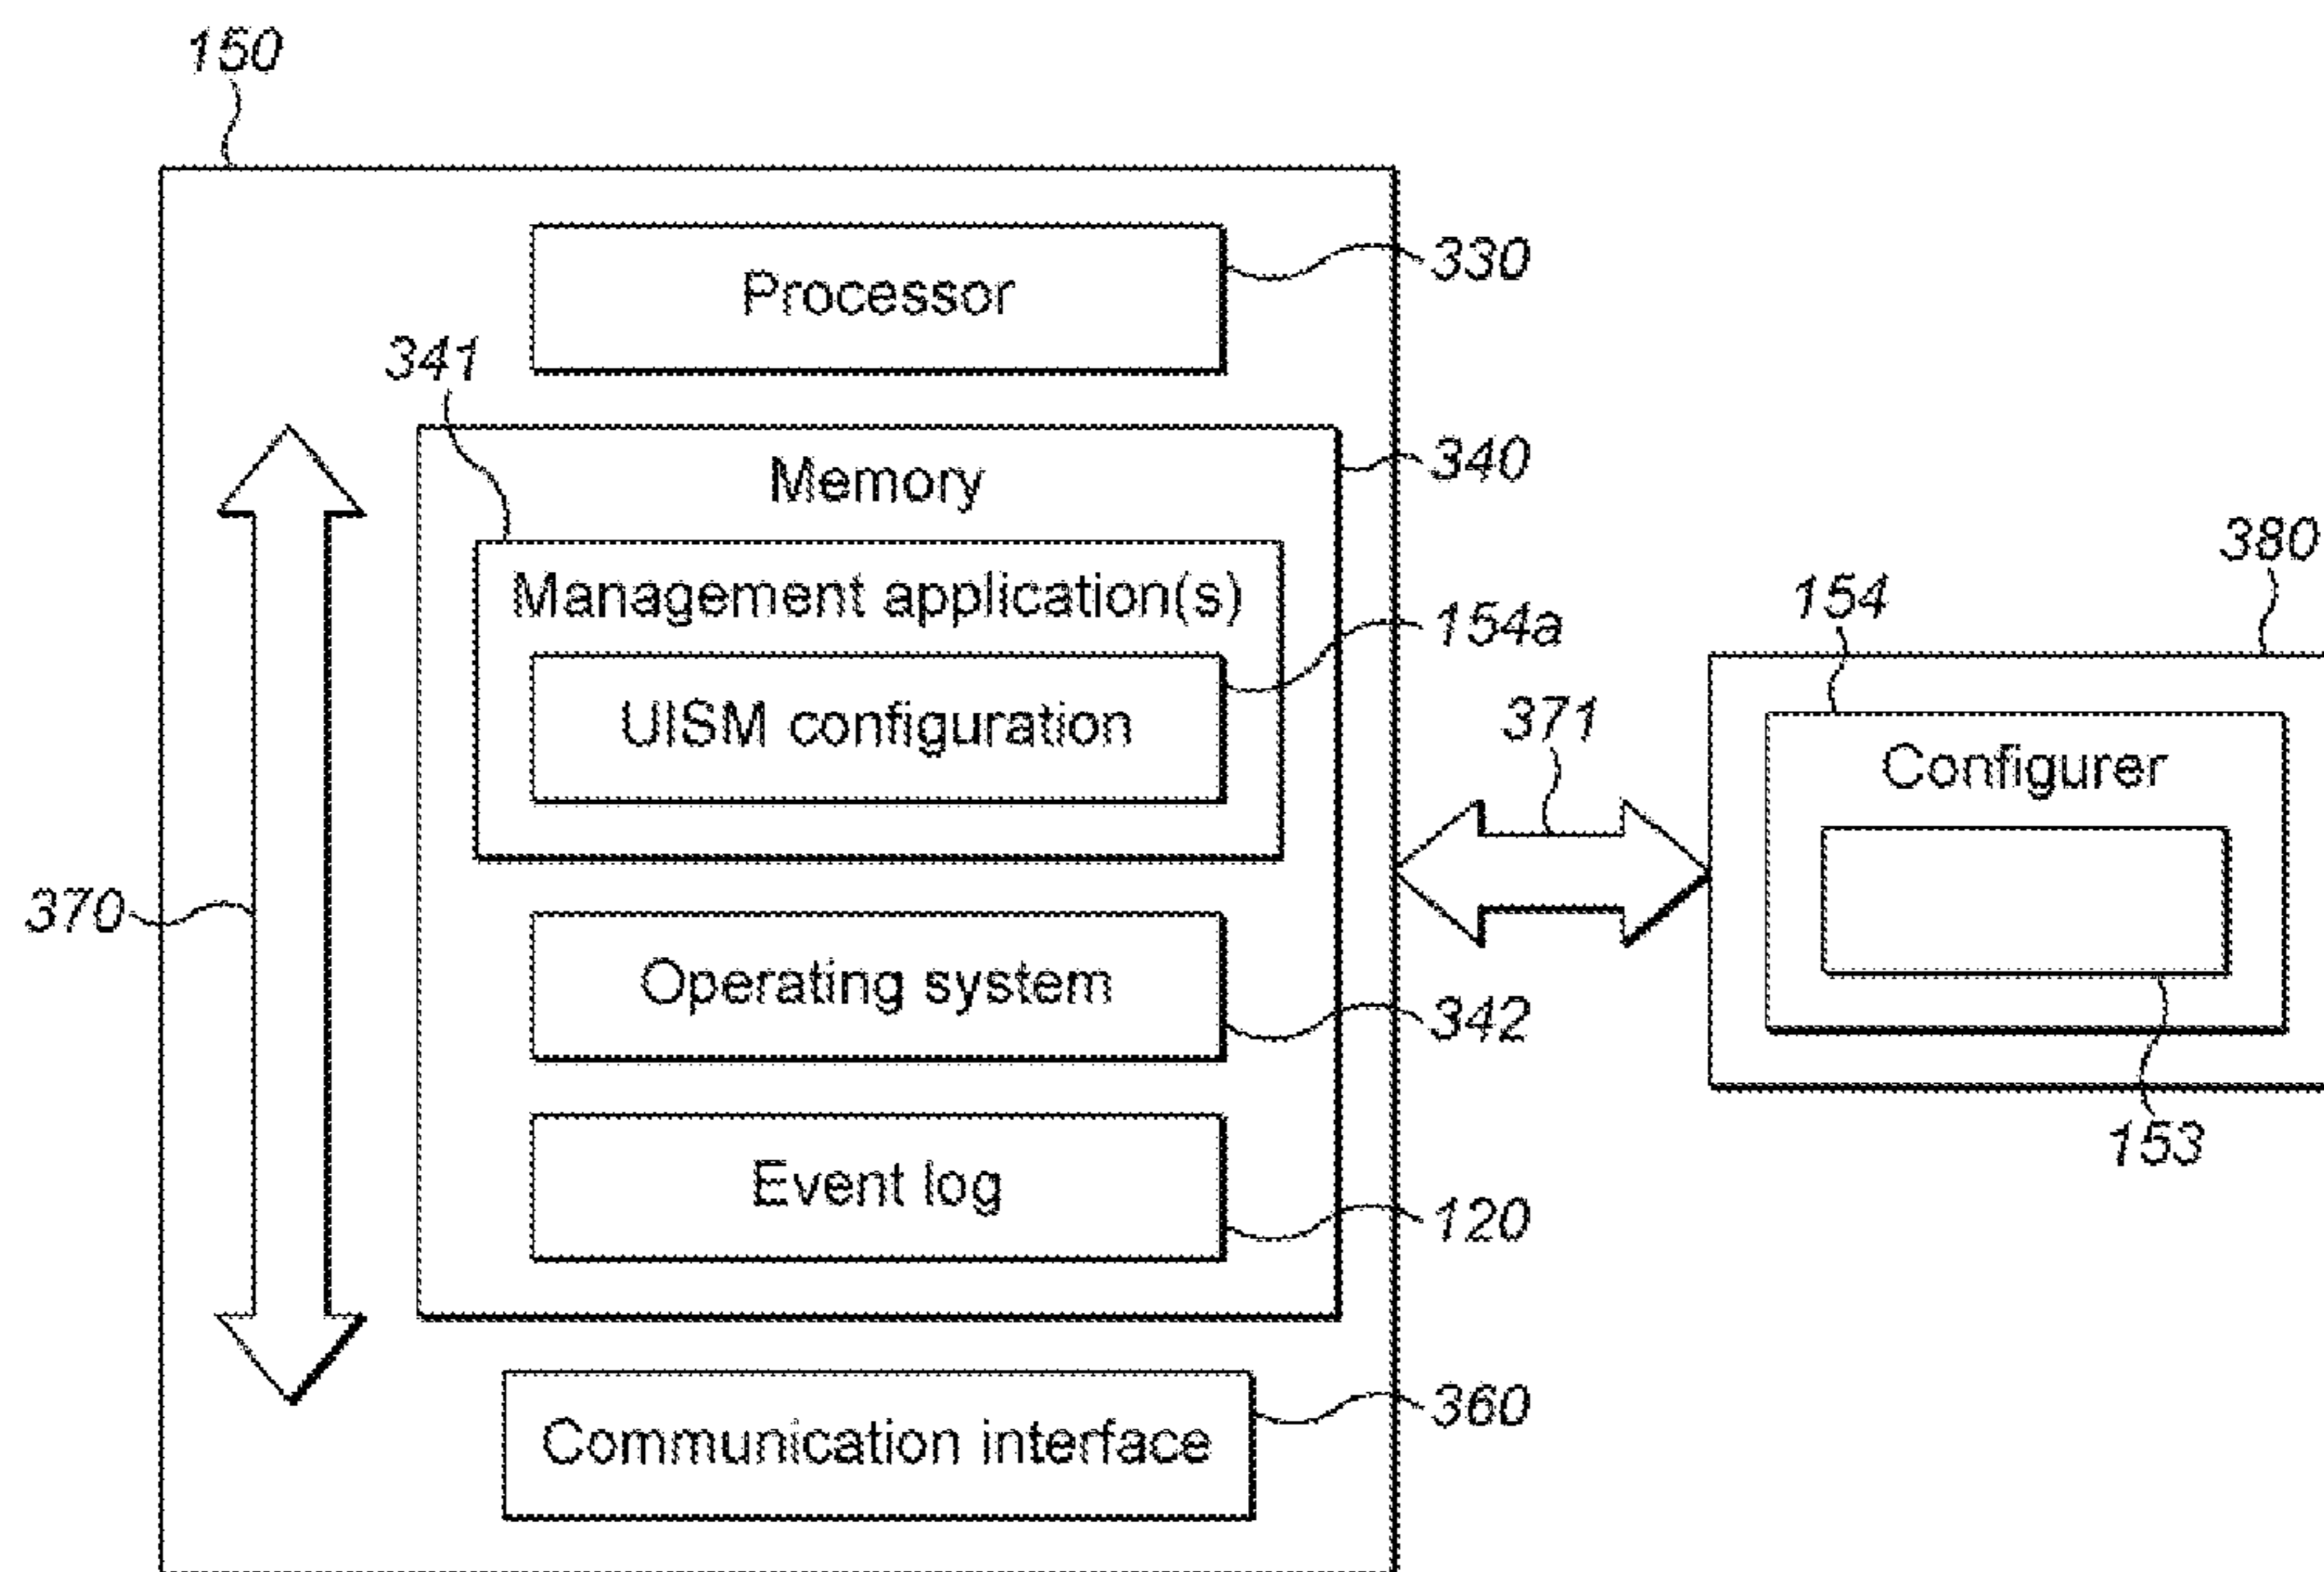 150
Processor
330
341
Memory
340
Management application(s)
154a
UISM configuration
370
Operating system
342
Event log
120
Communication interface
360
371
380
154
Configurer
153